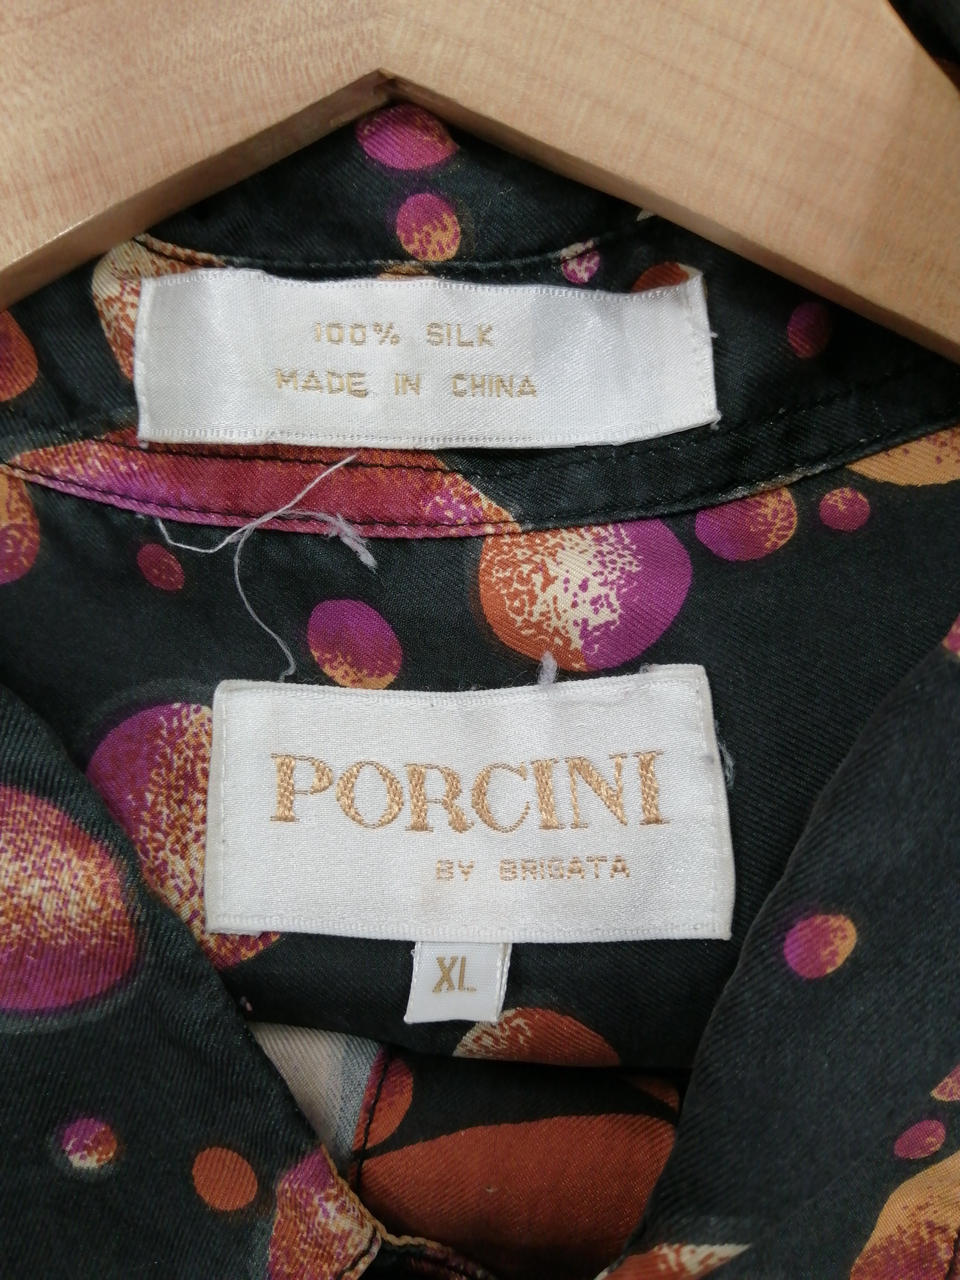 100% SILK
MADE IN CHINA
PORCINI
BY BRIGATA
XL